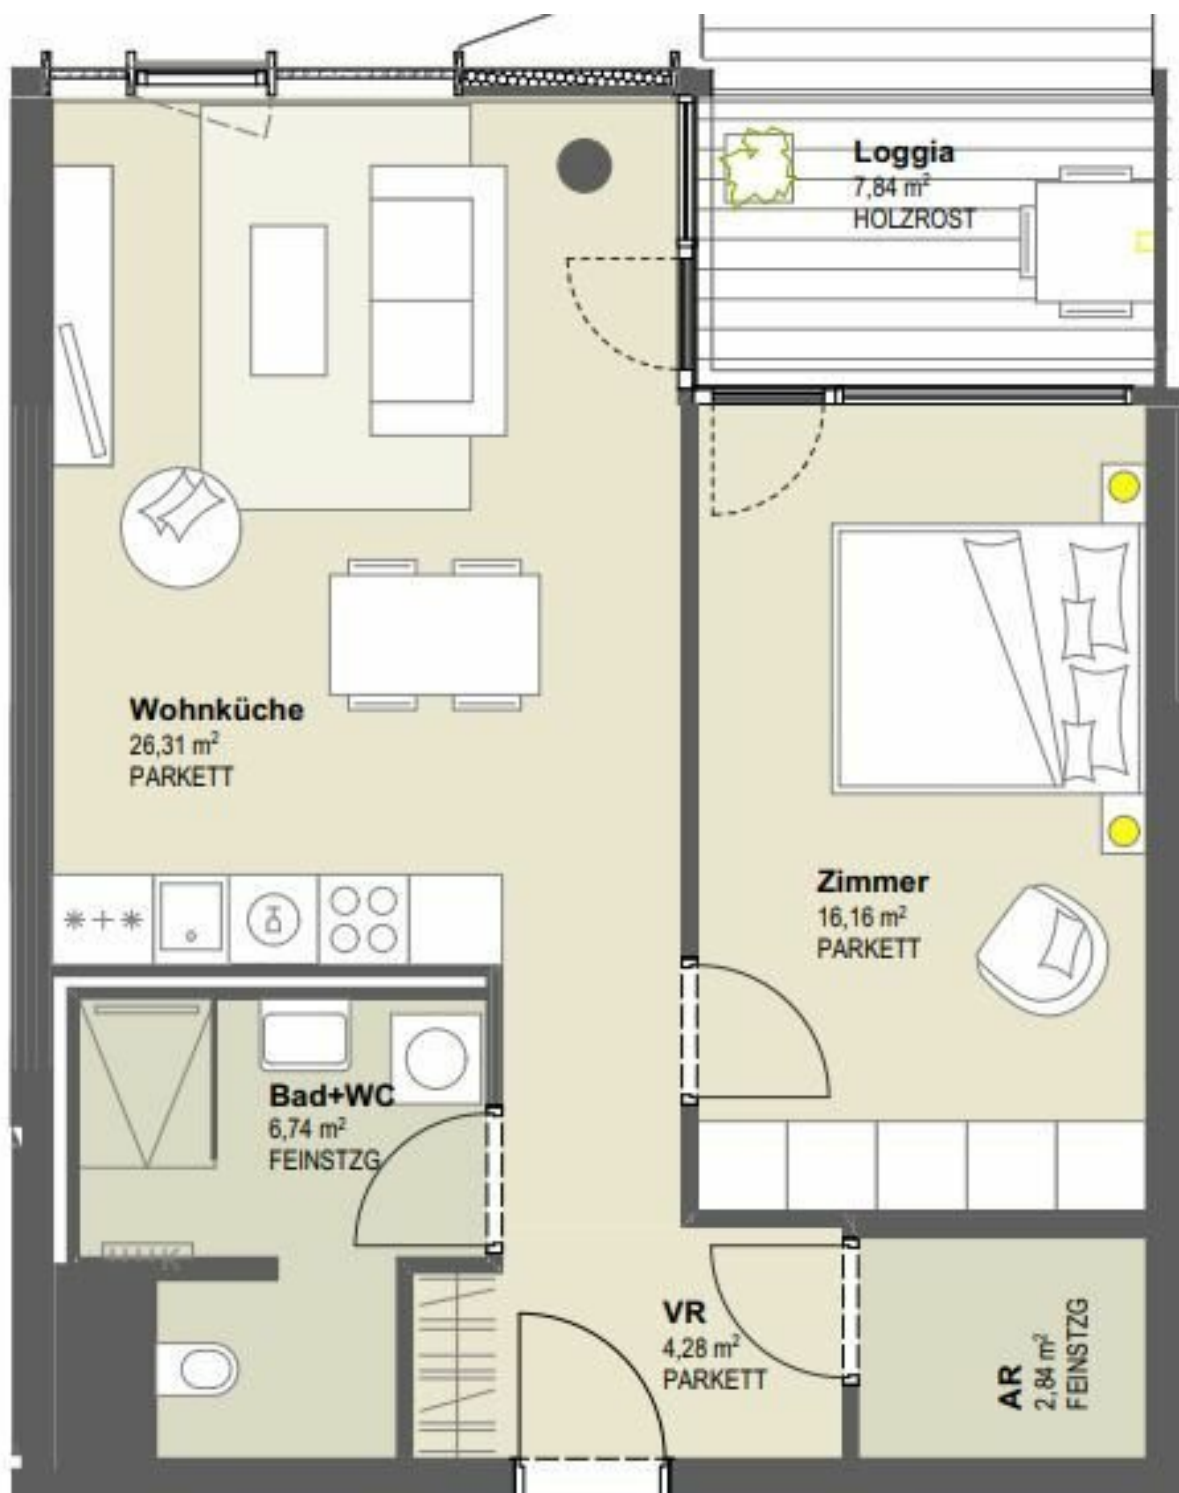 Loggia
7,84 m²
HOLZROST
Wohnküche
26,31 m²
PARKETT
Zimmer
16,16 m²
PARKETT
Bad+WC
6,74 m²
FEINSTZG
VR
4,28 m²
PARKETT
AR
2,84 m²
FEINSTZG